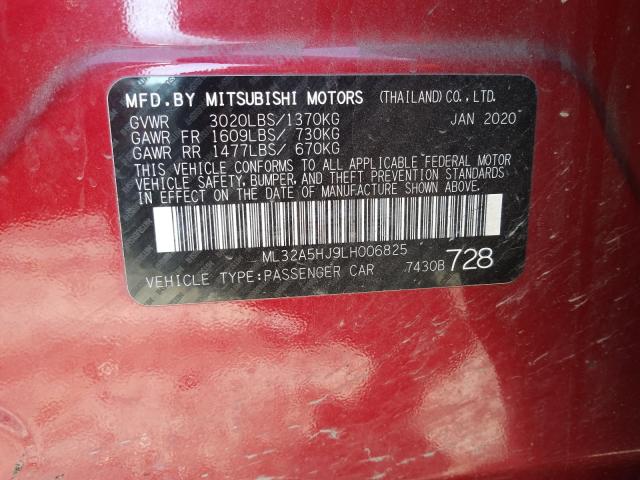 MFD. BY MITSUBISHI MOTORS (THAILAND) CO., LTD.
GVWR 3020LBS/1370KG JAN 2020
GAWR FR 1609LBS/ 730KG
GAWR RR 1477LBS/ 670KG
THIS VEHICLE CONFORMS TO ALL APPLICABLE FEDERAL MOTOR
VEHICLE SAFETY, BUMPER, AND THEFT PREVENTION STANDARDS
IN EFFECT ON THE DATE OF MANUFACTURE SHOWN ABOVE.
ML32A5HJ9LH006825
VEHICLE TYPE:PASSENGER CAR 7430B 728